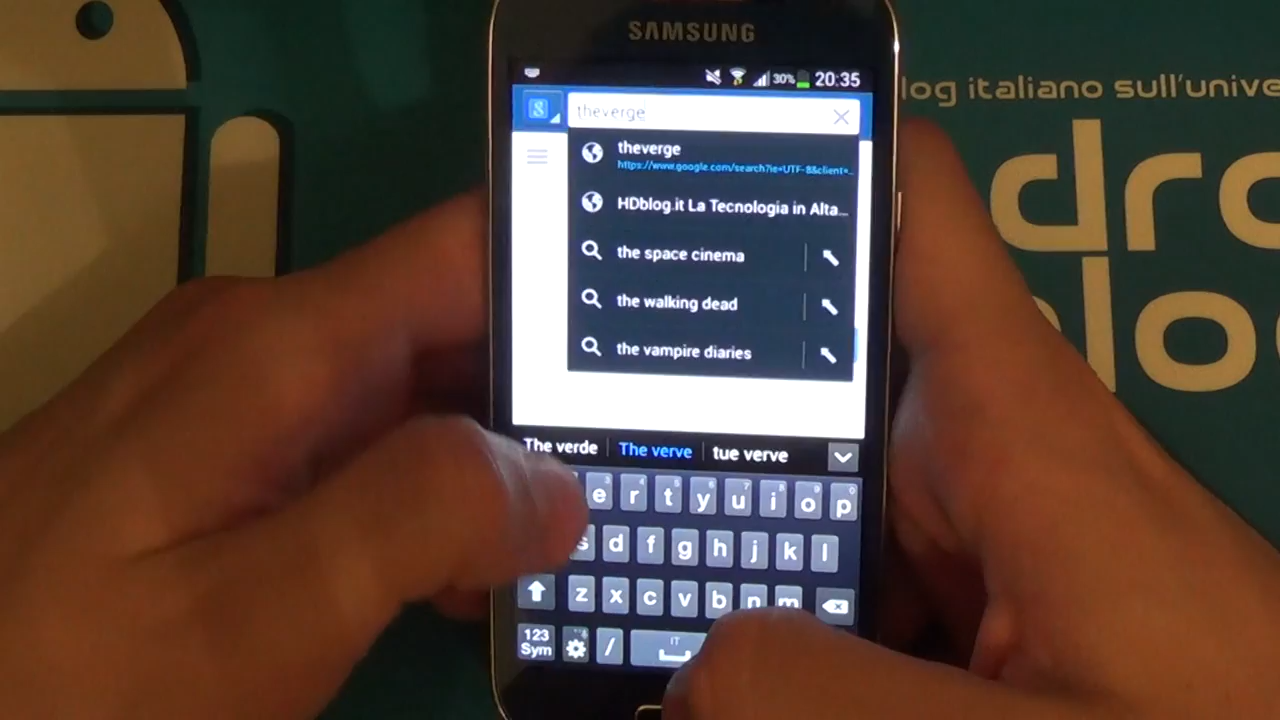 SAMSUNG
30% 20:35
log italiano sull'unive
theverge
theverge
https://www.google.com/search?ie=UTF-8&client=..
HDblog.it La Tecnologia in Alta...
the space cinema
the walking dead
the vampire diaries
dro
lo
The verde The verve tue verve
e r t y u i o p
s d f g h j k l
z x c v b n m
123
Sym / IT